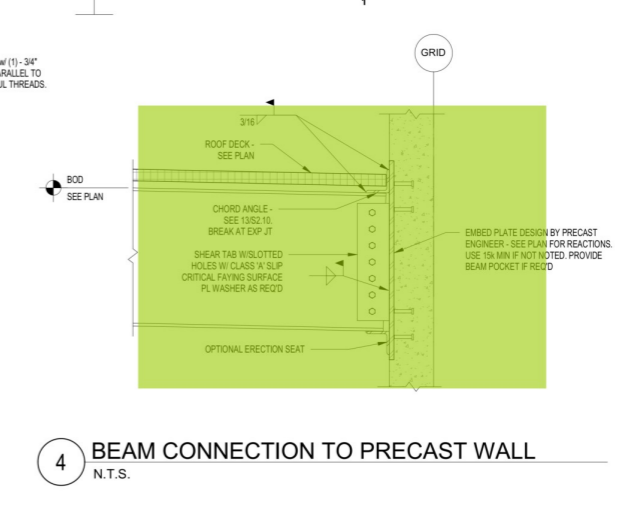 w/ (1) - 3/4"
PARALLEL TO
THREADS.
GRID
3/16
ROOF DECK -
SEE PLAN
BOD
SEE PLAN
CHORD ANGLE -
SEE 13/S2.10.
BREAK AT EXP JT
SHEAR TAB W/SLOTTED
HOLES W/ CLASS 'A' SLIP
CRITICAL FAYING SURFACE
PL WASHER AS REQ'D
EMBED PLATE DESIGN BY PRECAST
ENGINEER - SEE PLAN FOR REACTIONS.
USE 15k MIN IF NOT NOTED. PROVIDE
BEAM POCKET IF REQ'D
OPTIONAL ERECTION SEAT
4
BEAM CONNECTION TO PRECAST WALL
N.T.S.